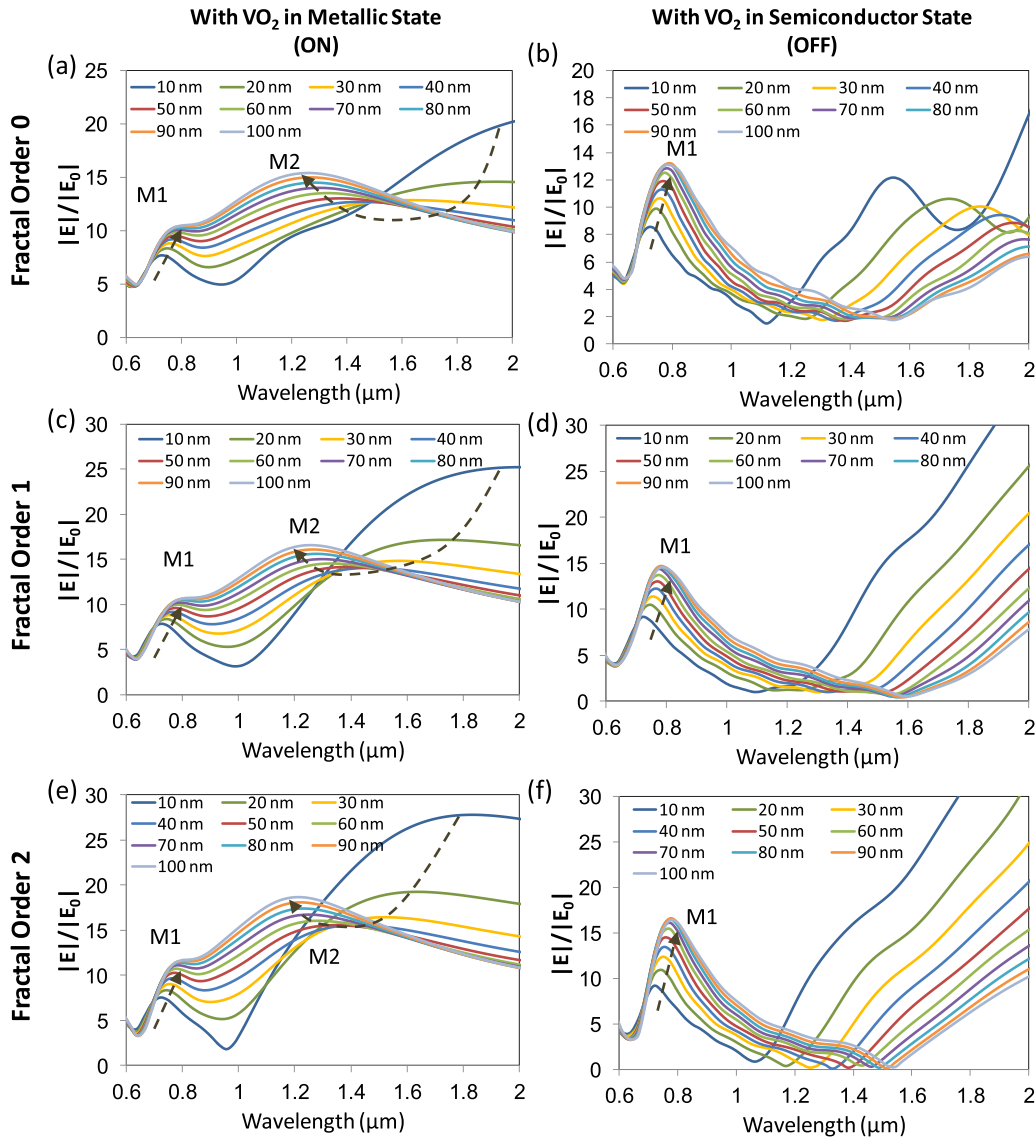 With VO2 in Metallic State
(ON)
With VO2 in Semiconductor State
(OFF)
Fractal Order 0
(a)
25
20
15
10
5
0
|E|/|E0|
10 nm 20 nm 30 nm 40 nm
50 nm 60 nm 70 nm 80 nm
90 nm 100 nm
M1
M2
0.6 0.8 1 1.2 1.4 1.6 1.8 2
Wavelength (μm)
(b)
20
18
16
14
12
10
8
6
4
2
0
|E|/|E0|
10 nm 20 nm 30 nm 40 nm
50 nm 60 nm 70 nm 80 nm
90 nm 100 nm
M1
0.6 0.8 1 1.2 1.4 1.6 1.8 2
Wavelength (μm)
Fractal Order 1
(c)
30
25
20
15
10
5
0
|E|/|E0|
10 nm 20 nm 30 nm 40 nm
50 nm 60 nm 70 nm 80 nm
90 nm 100 nm
M1
M2
0.6 0.8 1 1.2 1.4 1.6 1.8 2
Wavelength (μm)
(d)
30
25
20
15
10
5
0
|E|/|E0|
10 nm 20 nm 30 nm 40 nm
50 nm 60 nm 70 nm 80 nm
90 nm 100 nm
M1
0.6 0.8 1 1.2 1.4 1.6 1.8 2
Wavelength (μm)
Fractal Order 2
(e)
30
25
20
15
10
5
0
|E|/|E0|
10 nm 20 nm 30 nm
40 nm 50 nm 60 nm
70 nm 80 nm 90 nm
100 nm
M1
M2
0.6 0.8 1 1.2 1.4 1.6 1.8 2
Wavelength (μm)
(f)
30
25
20
15
10
5
0
|E|/|E0|
10 nm 20 nm 30 nm
40 nm 50 nm 60 nm
70 nm 80 nm 90 nm
100 nm
M1
0.6 0.8 1 1.2 1.4 1.6 1.8 2
Wavelength (μm)